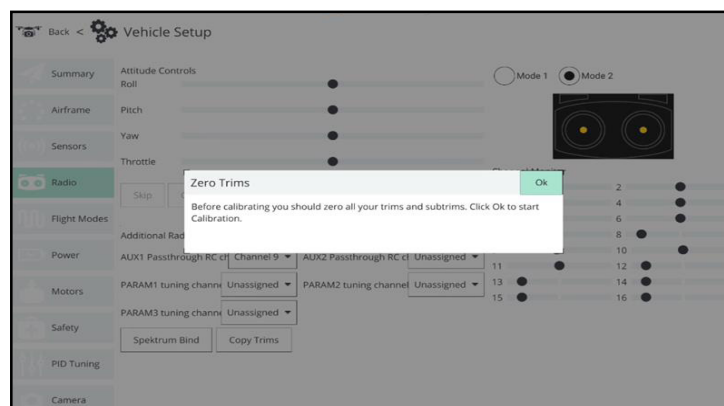 Back < Vehicle Setup
Summary
Airframe
Sensors
Radio
Flight Modes
Power
Motors
Safety
PID Tuning
Camera
Attitude Controls
Roll
Pitch
Yaw
Throttle
Skip
Mode 1 Mode 2
Zero Trims Ok
Before calibrating you should zero all your trims and subtrims. Click Ok to start
Calibration.
Additional Rad
AUX1 Passthrough RC ch Channel 9 AUX2 Passthrough RC cl Unassigned
PARAM1 tuning channe Unassigned PARAM2 tuning channel Unassigned
PARAM3 tuning channe Unassigned
Spektrum Bind Copy Trims
2
4
6
8
10
11 12
13 14
15 16